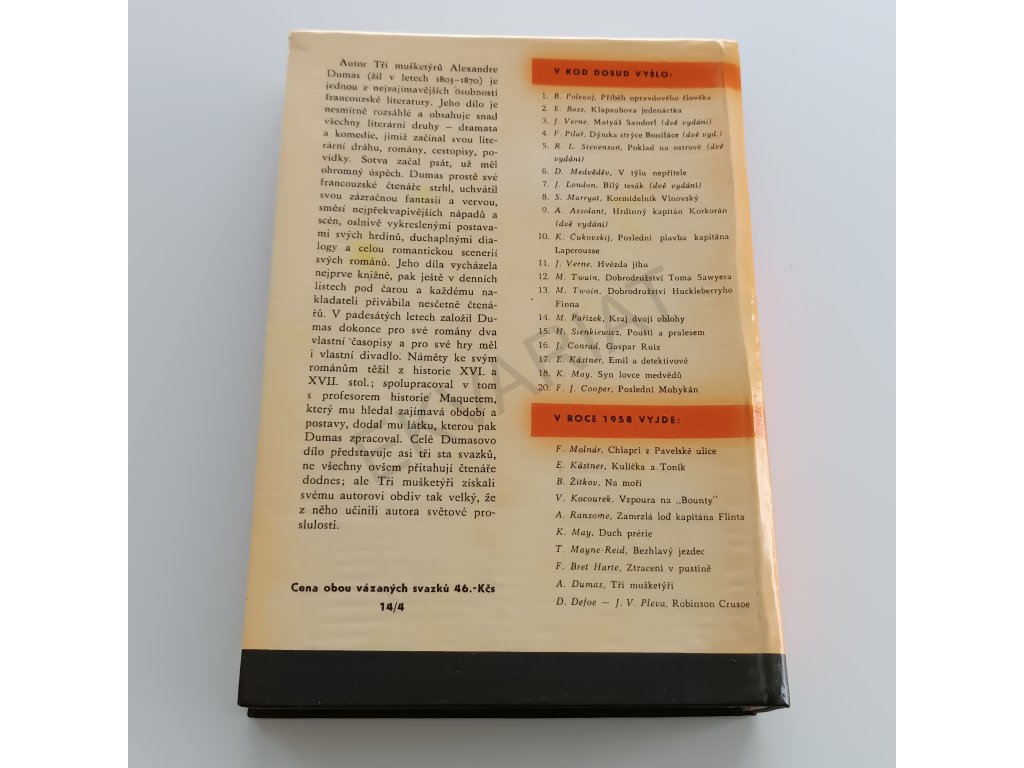 Autor Tří mušketýrů Alexandre
Dumas (žil v letech 1803–1870) je
jednou z nejzajímavějších osobností
francouzské literatury. Jeho dílo je
nesmírně rozsáhlé a obsahuje snad
všechny literární druhy – dramata
a komedie, jimiž začínal svou lite-
rární dráhu, romány, cestopisy, po-
vídky. Sotva začal psát, už měl
ohromný úspěch. Dumas prostě své
francouzské čtenáře strhl, uchvátil
svou zázračnou fantasií a vervou,
směsí nejpřekvapivějších nápadů a
scén, oslnivě vykreslenými postava-
mi svých hrdinů, duchaplnými dia-
logy a celou romantickou scenerií
svých románů. Jeho díla vycházela
nejprve knižně, pak ještě v denních
listech pod čarou a každému na-
kladateli přivábila nesčetně čtená-
řů. V padesátých letech založil Du-
mas dokonce pro své romány dva
vlastní časopisy a pro své hry měl
i vlastní divadlo. Náměty ke svým
románům těžil z historie XVI. a
XVII. stol.; spolupracoval v tom
s profesorem historie Maquetem,
který mu hledal zajímavá období a
postavy, dodal mu látku, kterou pak
Dumas zpracoval. Celé Dumasovo
dílo představuje asi tři sta svazků,
ne všechny ovšem přitahují čtenáře
dodnes; ale Tři mušketýři získali
svému autorovi obdiv tak velký, že
z něho učinili autora světové pro-
slulosti.
Cena obou vázaných svazků 46.-Kčs
14/4
V KOD DOSUD VYŠLO:
1. B. Polevoj, Příběh opravdového člověka
2. E. Bass, Klapzubova jedenáctka
3. J. Verne, Matyáš Sandorf (dvě vydání)
4. F. Pilař, Dýmka strýce Bonifáce (dvě vyd.)
5. R. L. Stevenson, Poklad na ostrově (dvě
vydání)
6. D. Medvěděv, V týlu nepřítele
7. J. London, Bílý tesák (dvě vydání)
8. S. Marryat, Kormidelník Vlnovský
9. A. Assolant, Hrdinný kapitán Korkorán
(dvě vydání)
10. K. Čukovskij, Poslední plavba kapitána
Laperousse
11. J. Verne, Hvězda jihu
12. M. Twain, Dobrodružství Toma Sawyera
13. M. Twain, Dobrodružství Huckleberryho
Finna
14. M. Pařízek, Kraj dvojí oblohy
15. H. Sienkiewicz, Pouští a pralesem
16. J. Conrad, Gaspar Ruiz
17. E. Kästner, Emil a detektivové
18. K. May, Syn lovce medvědů
20. F. J. Cooper, Poslední Mohykán
V ROCE 1958 VYJDE:
F. Molnár, Chlapci z Pavelské ulice
E. Kästner, Kulička a Toník
B. Žitkov, Na moři
V. Kocourek, Vzpoura na „Bounty"
A. Ransome, Zamrzlá loď kapitána Flinta
K. May, Duch prérie
T. Mayne-Reid, Bezhlavý jezdec
F. Bret Harte, Ztraceni v pustině
A. Dumas, Tři mušketýři
D. Defoe — J. V. Pleva, Robinson Crusoe